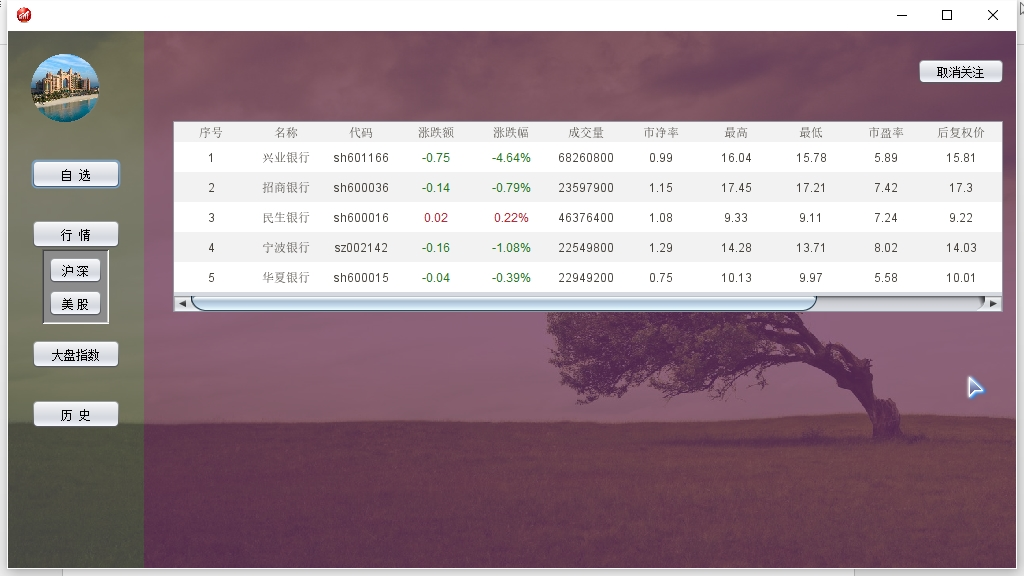 取消关注
自 选
行 情
沪 深
美 股
大盘指数
历 史
序号 名称 代码 涨跌额 涨跌幅 成交量 市净率 最高 最低 市盈率 后复权价
1 兴业银行 sh601166 -0.75 -4.64% 68260800 0.99 16.04 15.78 5.89 15.81
2 招商银行 sh600036 -0.14 -0.79% 23597900 1.15 17.45 17.21 7.42 17.3
3 民生银行 sh600016 0.02 0.22% 46376400 1.08 9.33 9.11 7.24 9.22
4 宁波银行 sz002142 -0.16 -1.08% 22549800 1.29 14.28 13.71 8.02 14.03
5 华夏银行 sh600015 -0.04 -0.39% 22949200 0.75 10.13 9.97 5.58 10.01